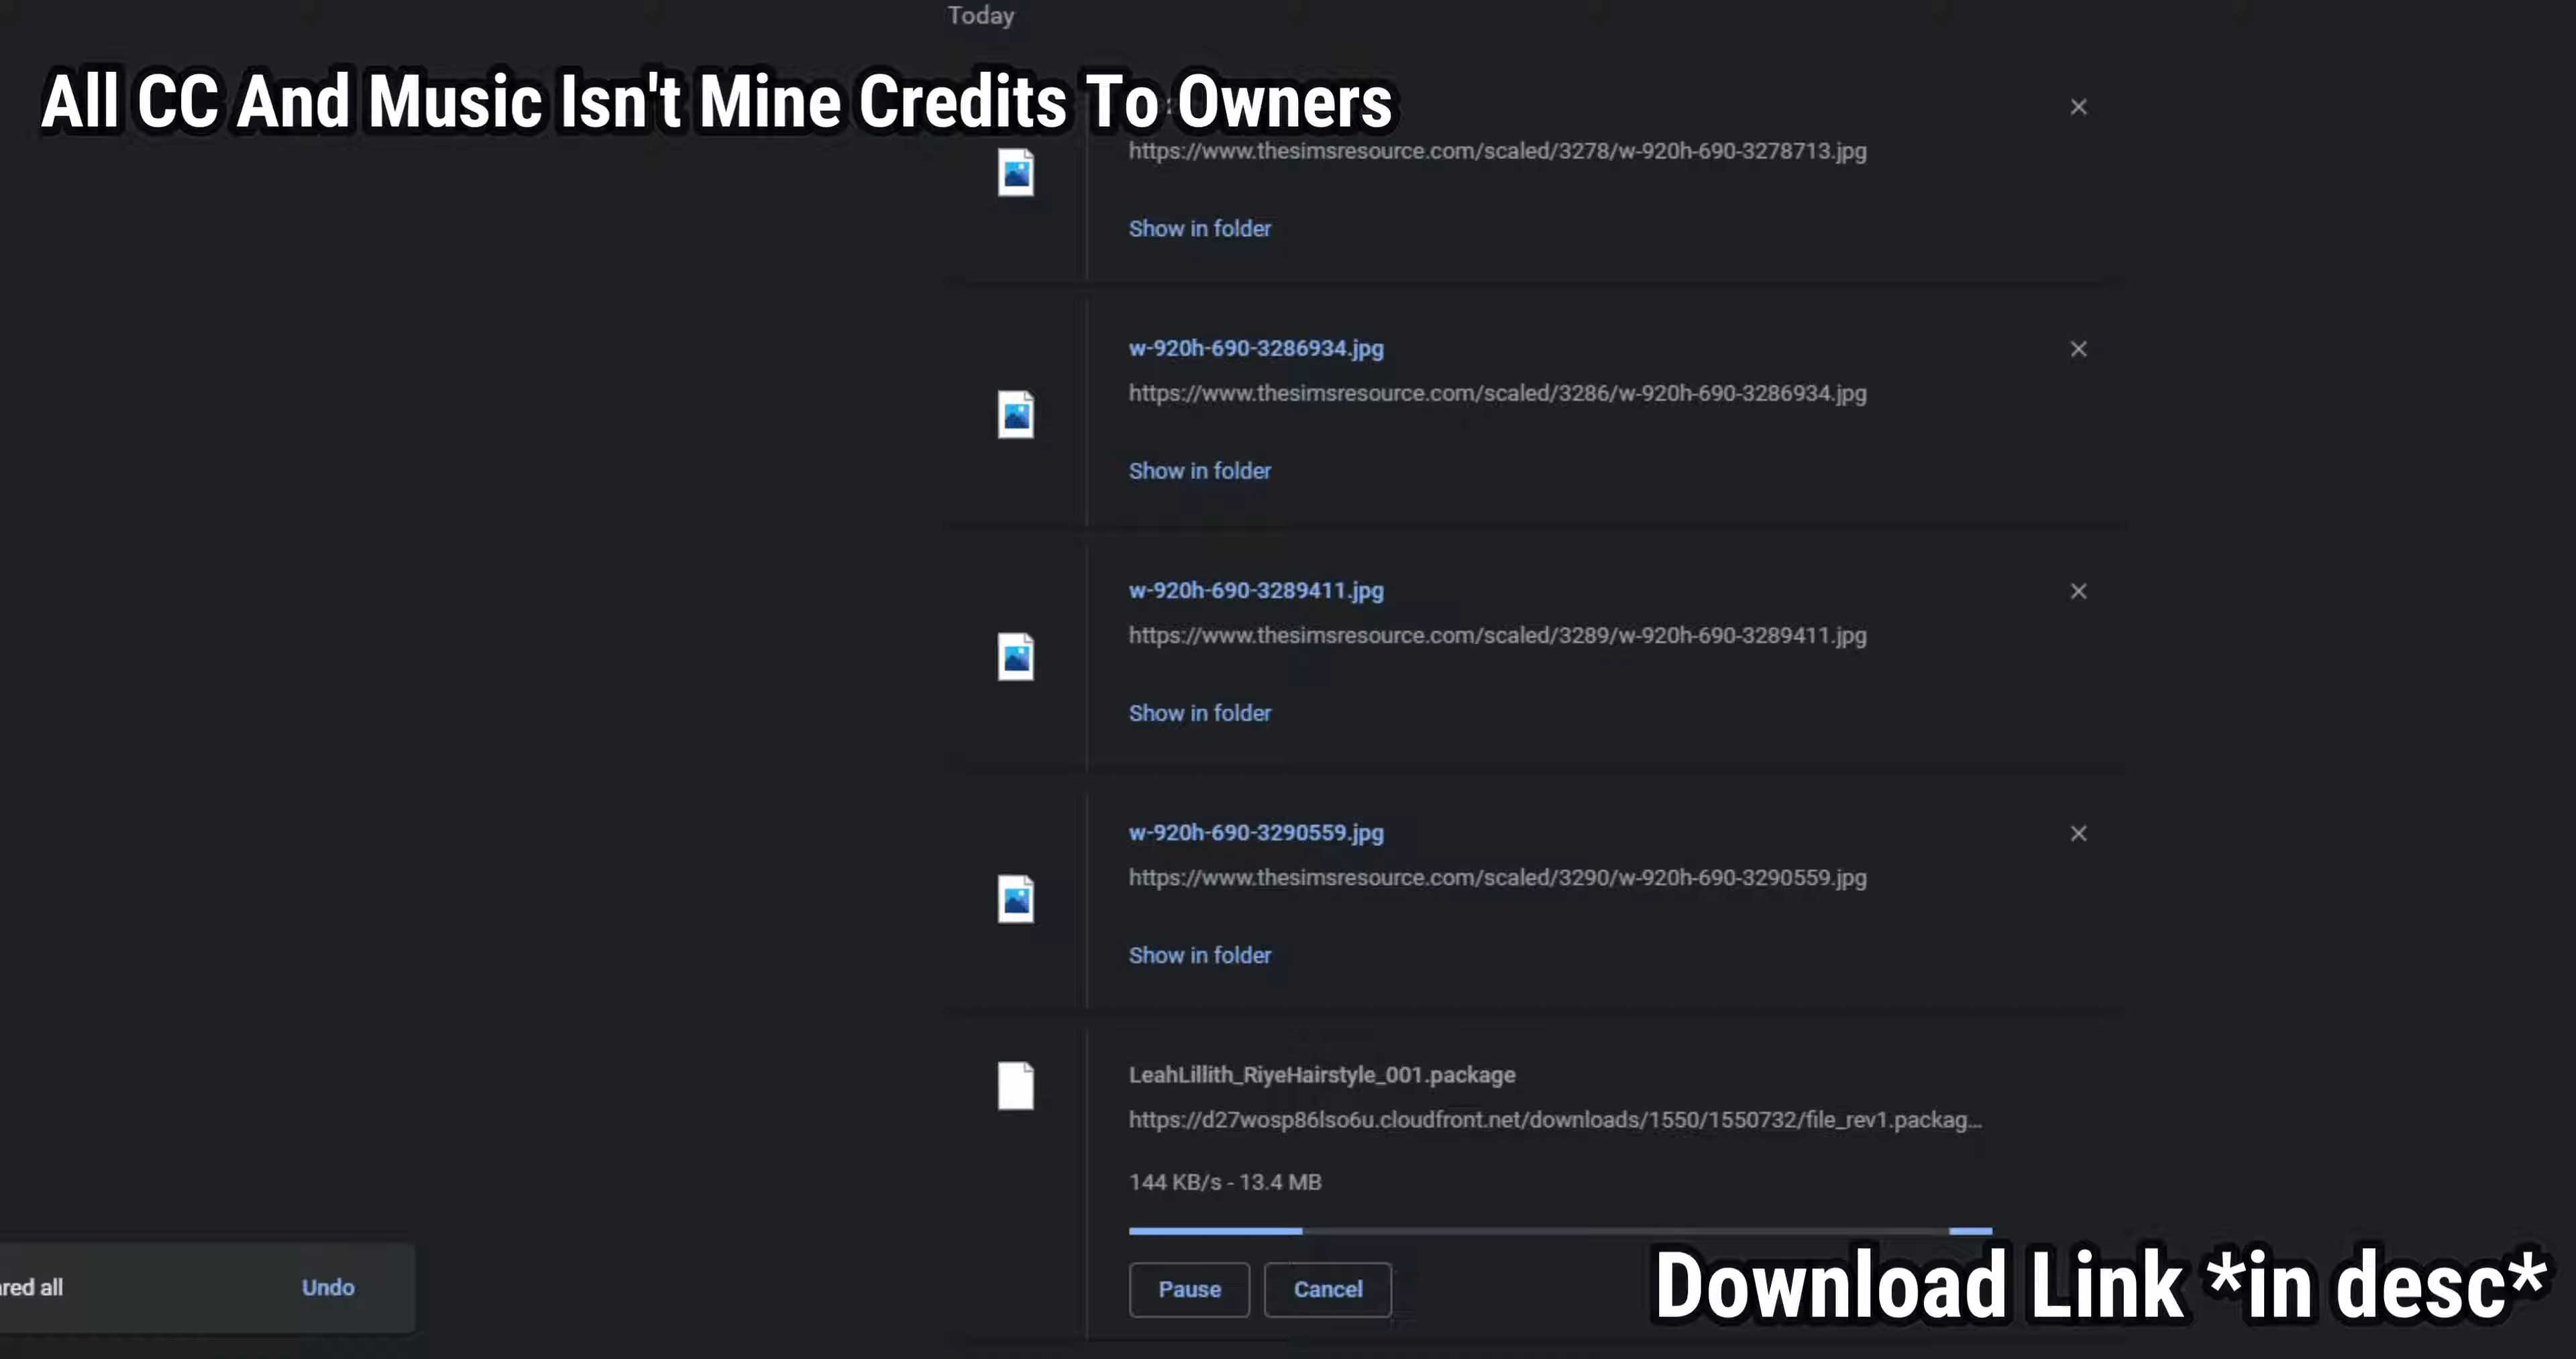 Today
All CC And Music Isn't Mine Credits To Owners
https://www.thesimsresource.com/scaled/3278/w-920h-690-3278713.jpg
Show in folder
w-920h-690-3286934.jpg
https://www.thesimsresource.com/scaled/3286/w-920h-690-3286934.jpg
Show in folder
w-920h-690-3289411.jpg
https://www.thesimsresource.com/scaled/3289/w-920h-690-3289411.jpg
Show in folder
w-920h-690-3290559.jpg
https://www.thesimsresource.com/scaled/3290/w-920h-690-3290559.jpg
Show in folder
LeahLillith_RiyeHairstyle_001.package
https://d27wosp86lso6u.cloudfront.net/downloads/1550/1550732/file_rev1.packag...
144 KB/s - 13.4 MB
ared all Undo
Pause Cancel
Download Link *in desc*